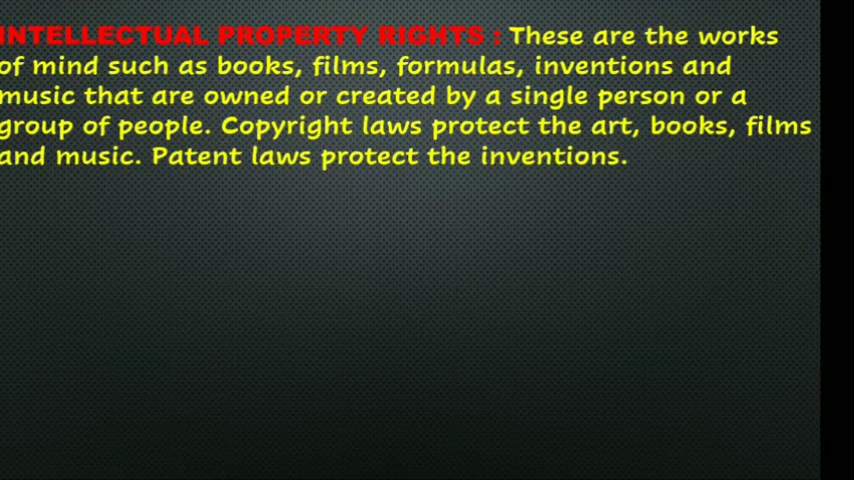 INTELLECTUAL PROPERTY RIGHTS : These are the works
of mind such as books, films, formulas, inventions and
music that are owned or created by a single person or a
group of people. Copyright laws protect the art, books, films
and music. Patent laws protect the inventions.